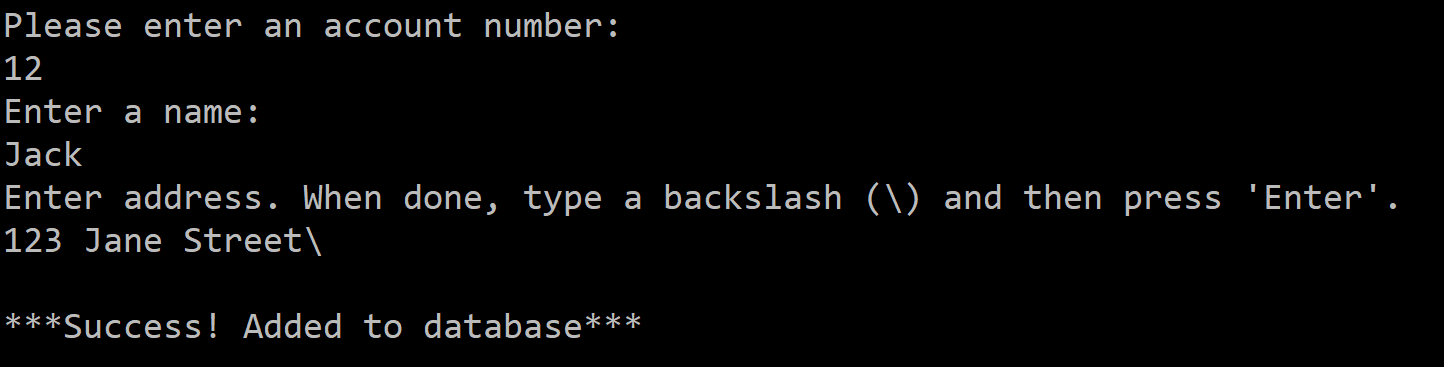 Please enter an account number:
12
Enter a name:
Jack
Enter address. When done, type a backslash (\) and then press 'Enter'.
123 Jane Street\
***Success! Added to database***